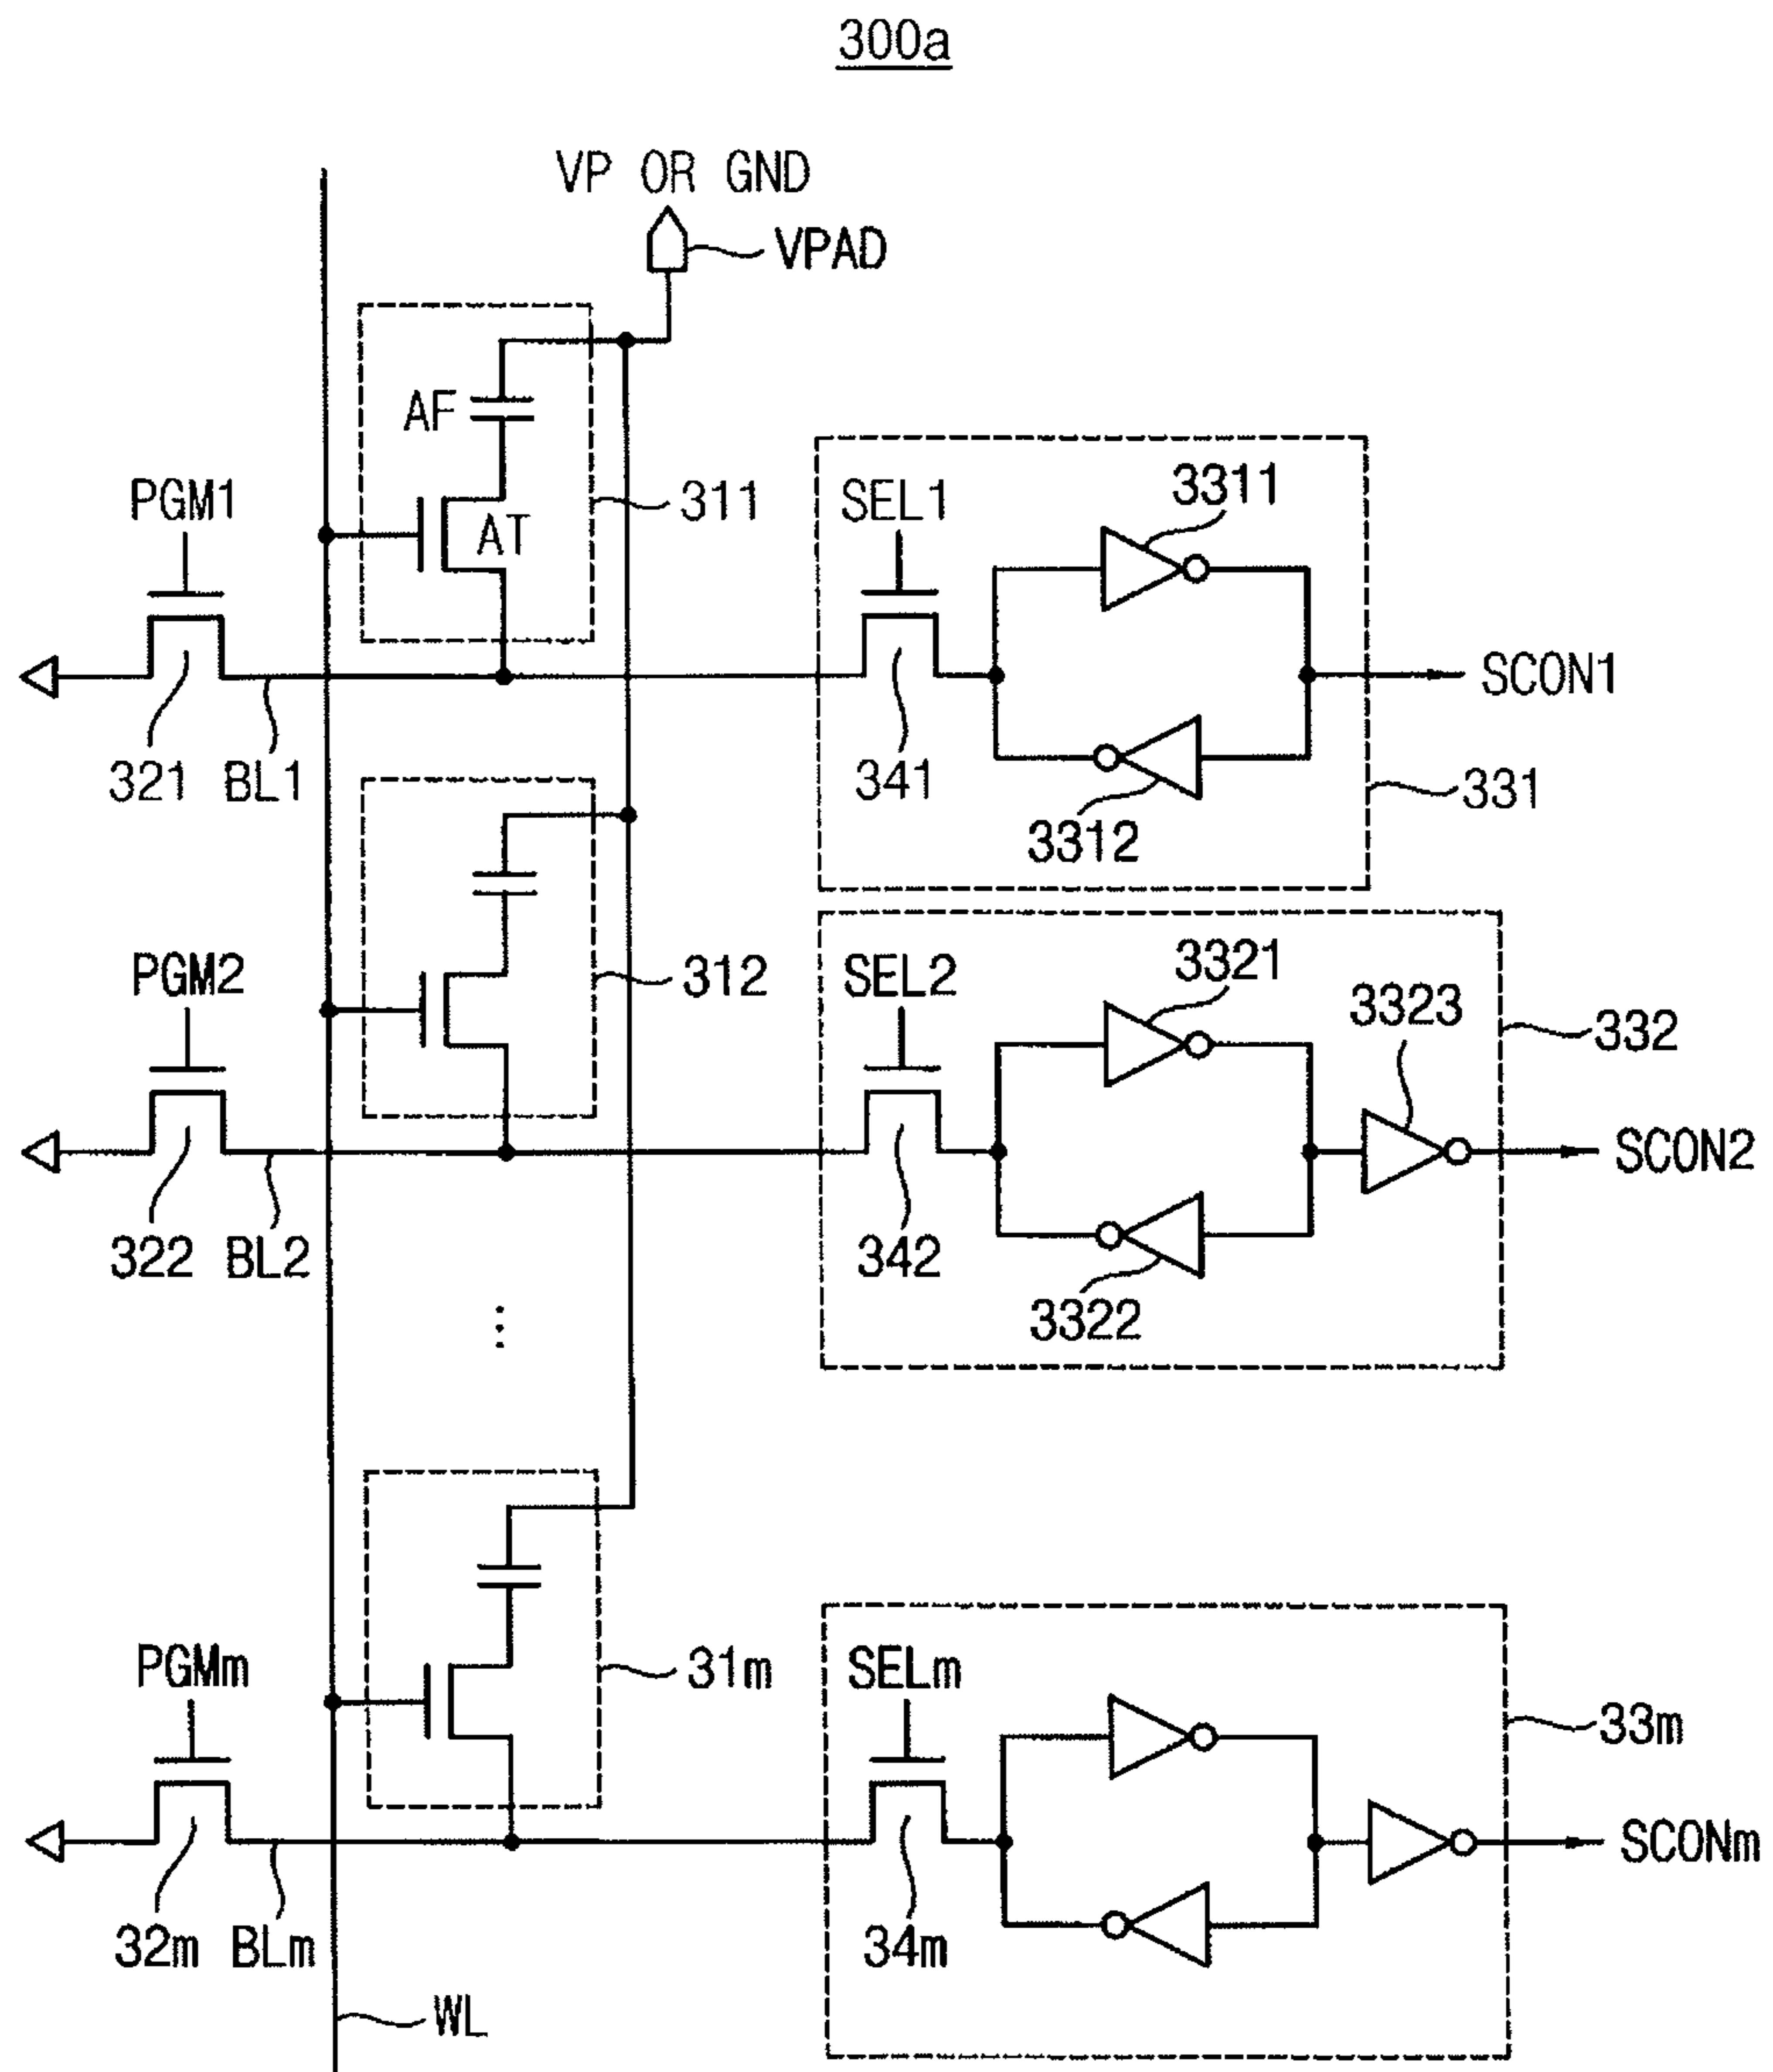 300a
VP OR GND
VPAD
AF
PGM1
AT
311
SEL1
3311
SCON1
321
BL1
341
3312
331
PGM2
312
SEL2
3321
3323
332
SCON2
322
BL2
342
3322
⋮
PGMm
31m
SELm
33m
SCONm
32m
BLm
34m
WL